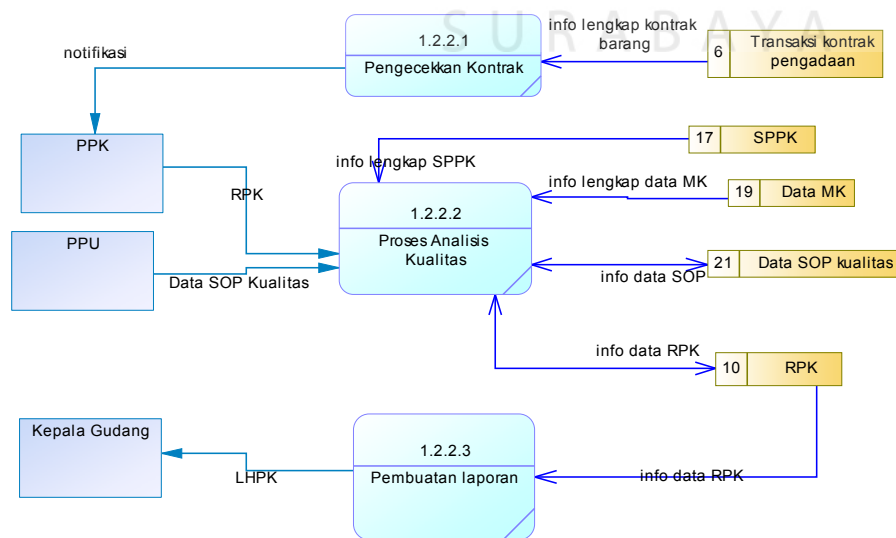 SURABAYA
info lengkap kontrak
barang
1.2.2.1
Pengecekkan Kontrak
6
Transaksi kontrak
pengadaan
notifikasi
PPK
17
SPPK
info lengkap SPPK
RPK
info lengkap data MK
19
Data MK
1.2.2.2
Proses Analisis
Kualitas
PPU
Data SOP Kualitas
info data SOP
21
Data SOP kualitas
info data RPK
10
RPK
Kepala Gudang
LHPK
1.2.2.3
Pembuatan laporan
info data RPK